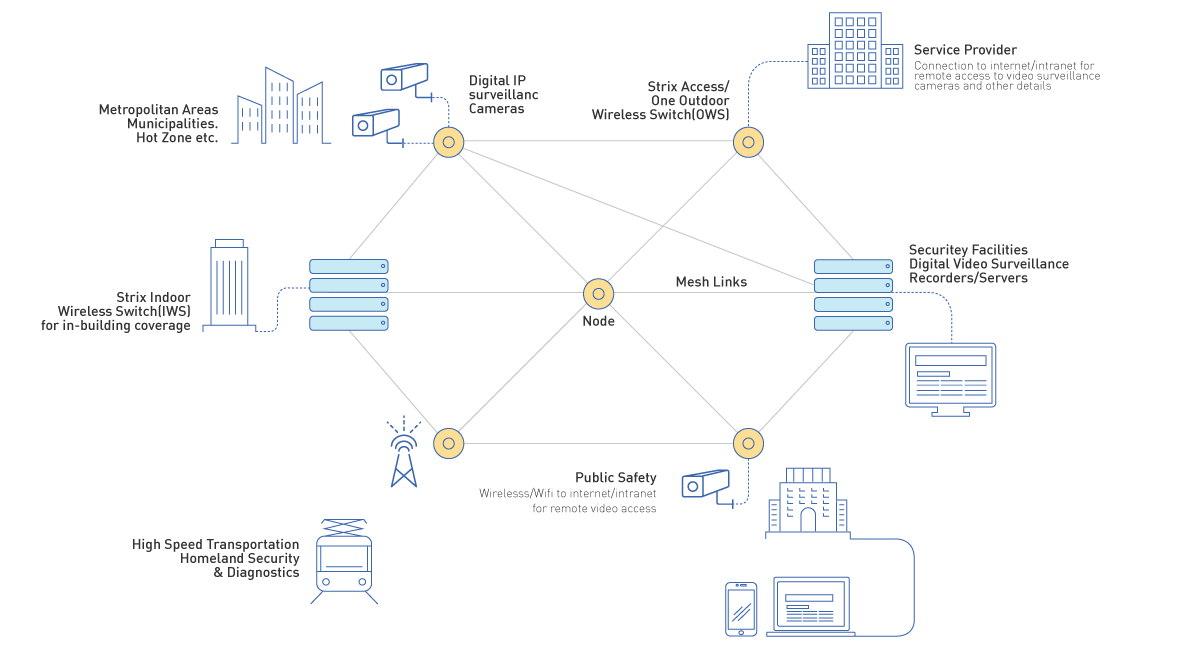 Metropolitan Areas
Municipalities.
Hot Zone etc.
Digital IP
surveillanc
Cameras
Strix Access/
One Outdoor
Wireless Switch(OWS)
Service Provider
Connection to internet/intranet for
remote access to video surveillance
cameras and other details
Strix Indoor
Wireless Switch(IWS)
for in-building coverage
Node
Mesh Links
Securitey Facilities
Digital Video Surveillance
Recorders/Servers
Public Safety
Wirelesss/Wifi to internet/intranet
for remote video access
High Speed Transportation
Homeland Security
& Diagnostics